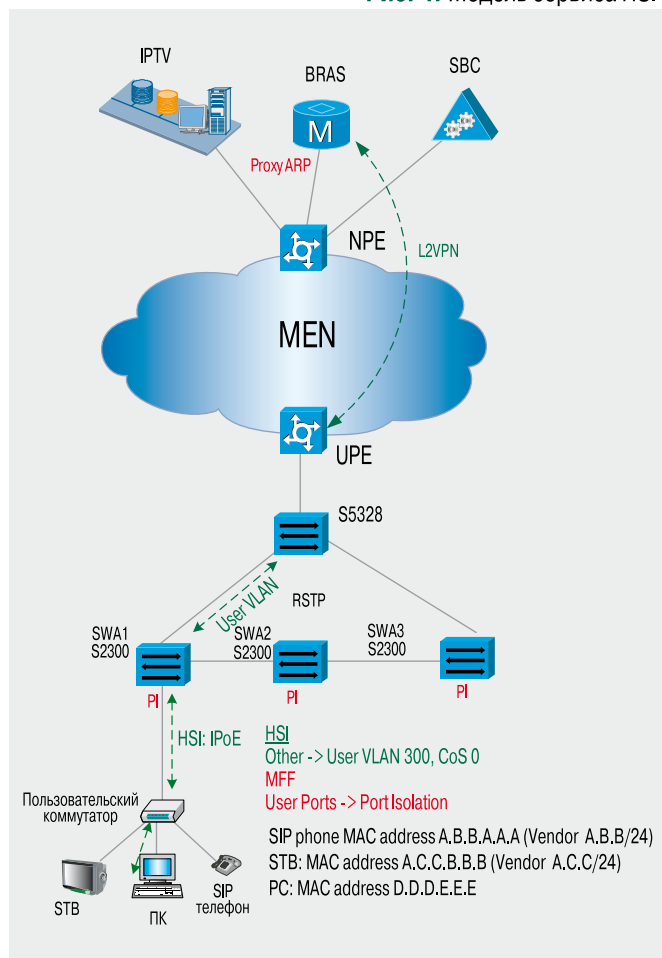 Модель сервиса HSI
IPTV
BRAS
SBC
M
Proxy ARP
NPE
L2VPN
MEN
UPE
S5328
User VLAN
RSTP
SWA1
S2300
SWA2
S2300
SWA3
S2300
PI
PI
PI
HSI: IPoE
HSI
Other -> User VLAN 300, CoS 0
MFF
User Ports -> Port Isolation
Пользовательский
коммутатор
SIP phone MAC address A.B.B.A.A.A (Vendor A.B.B/24)
STB: MAC address A.C.C.B.B.B (Vendor A.C.C/24)
PC: MAC address D.D.D.E.E.E
STB
ПК
SIP
телефон